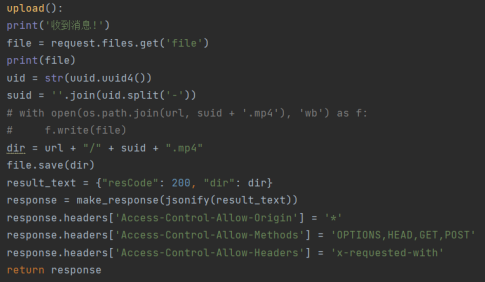 upload():
print('收到消息!')
file = request.files.get('file')
print(file)
uid = str(uuid.uuid4())
suid = ''.join(uid.split('-'))
# with open(os.path.join(url, suid + '.mp4'), 'wb') as f:
#     f.write(file)
dir = url + "/" + suid + ".mp4"
file.save(dir)
result_text = {"resCode": 200, "dir": dir}
response = make_response(jsonify(result_text))
response.headers['Access-Control-Allow-Origin'] = '*'
response.headers['Access-Control-Allow-Methods'] = 'OPTIONS,HEAD,GET,POST'
response.headers['Access-Control-Allow-Headers'] = 'x-requested-with'
return response